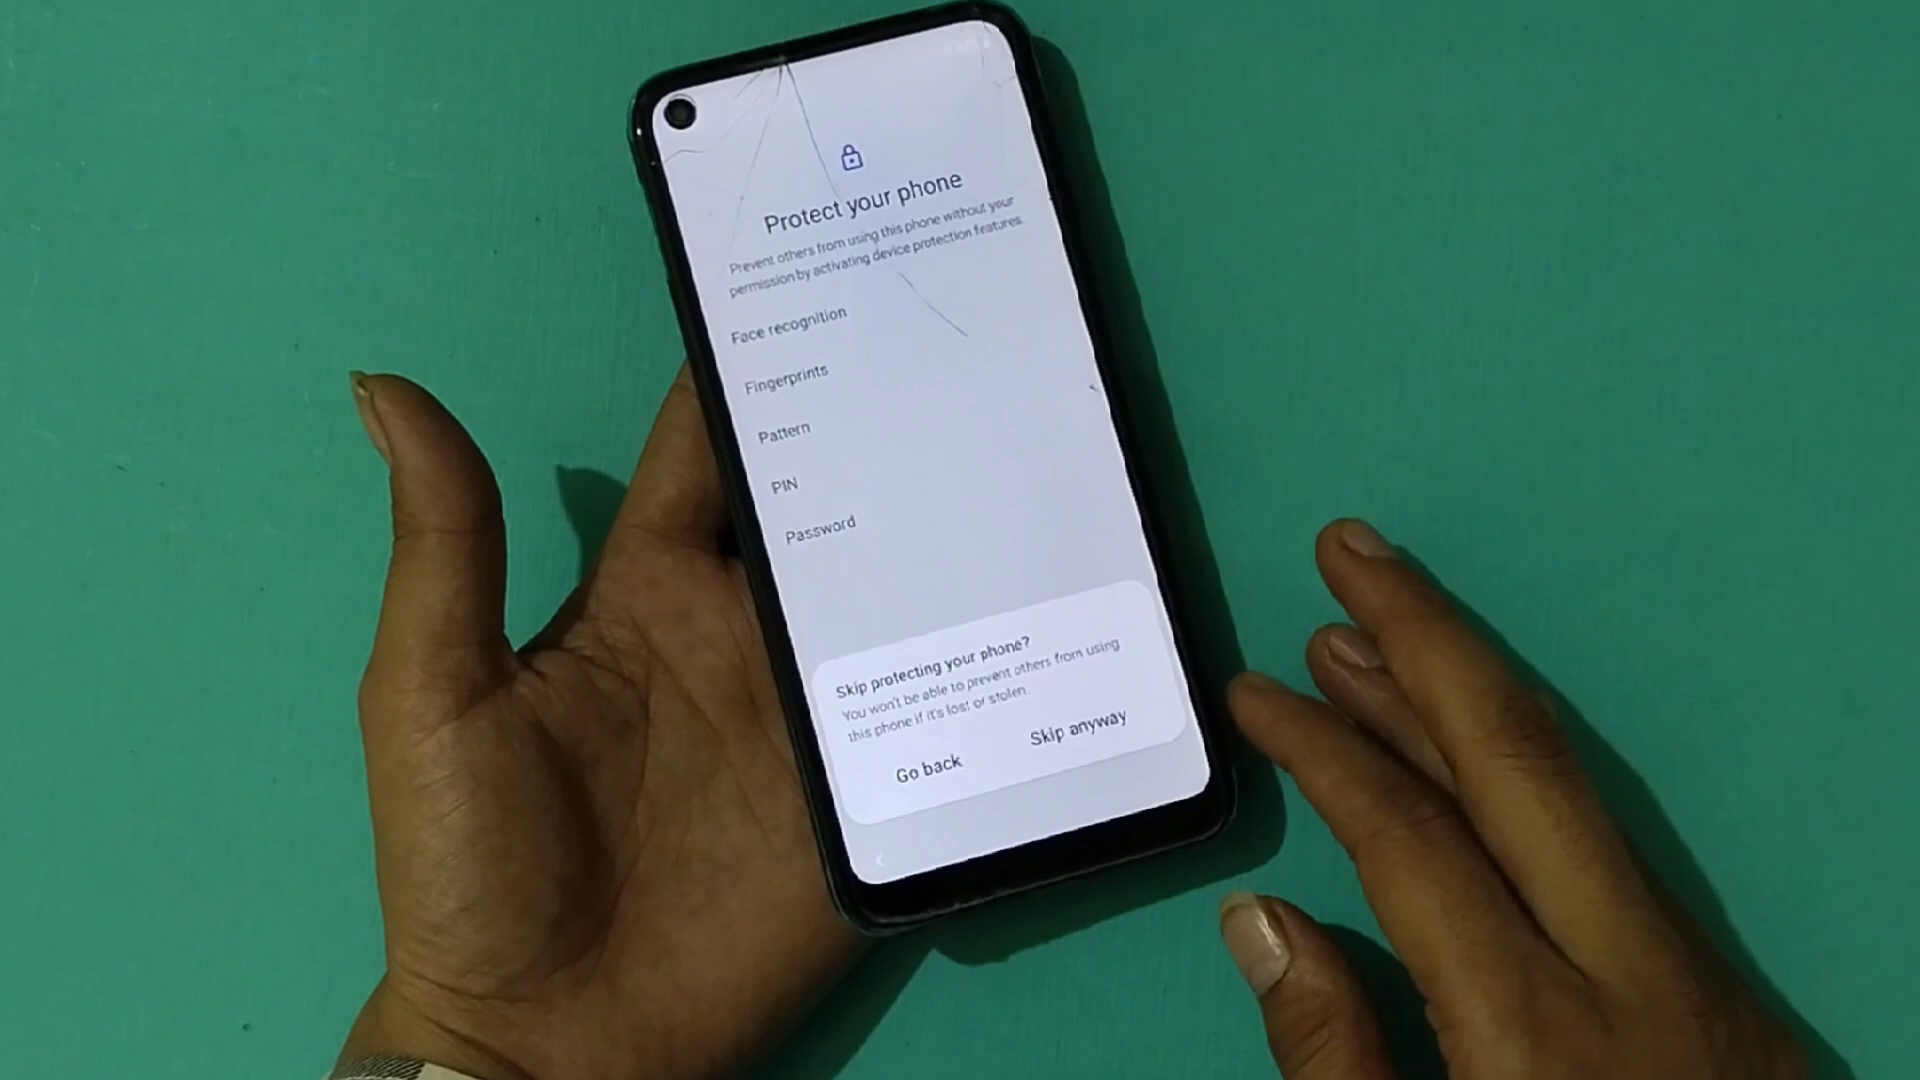 Protect your phone
Prevent others from using this phone without your
permission by activating device protection features.
Face recognition
Fingerprints
Pattern
PIN
Password
Skip protecting your phone?
You won't be able to prevent others from using
this phone if it's lost or stolen.
Go back
Skip anyway